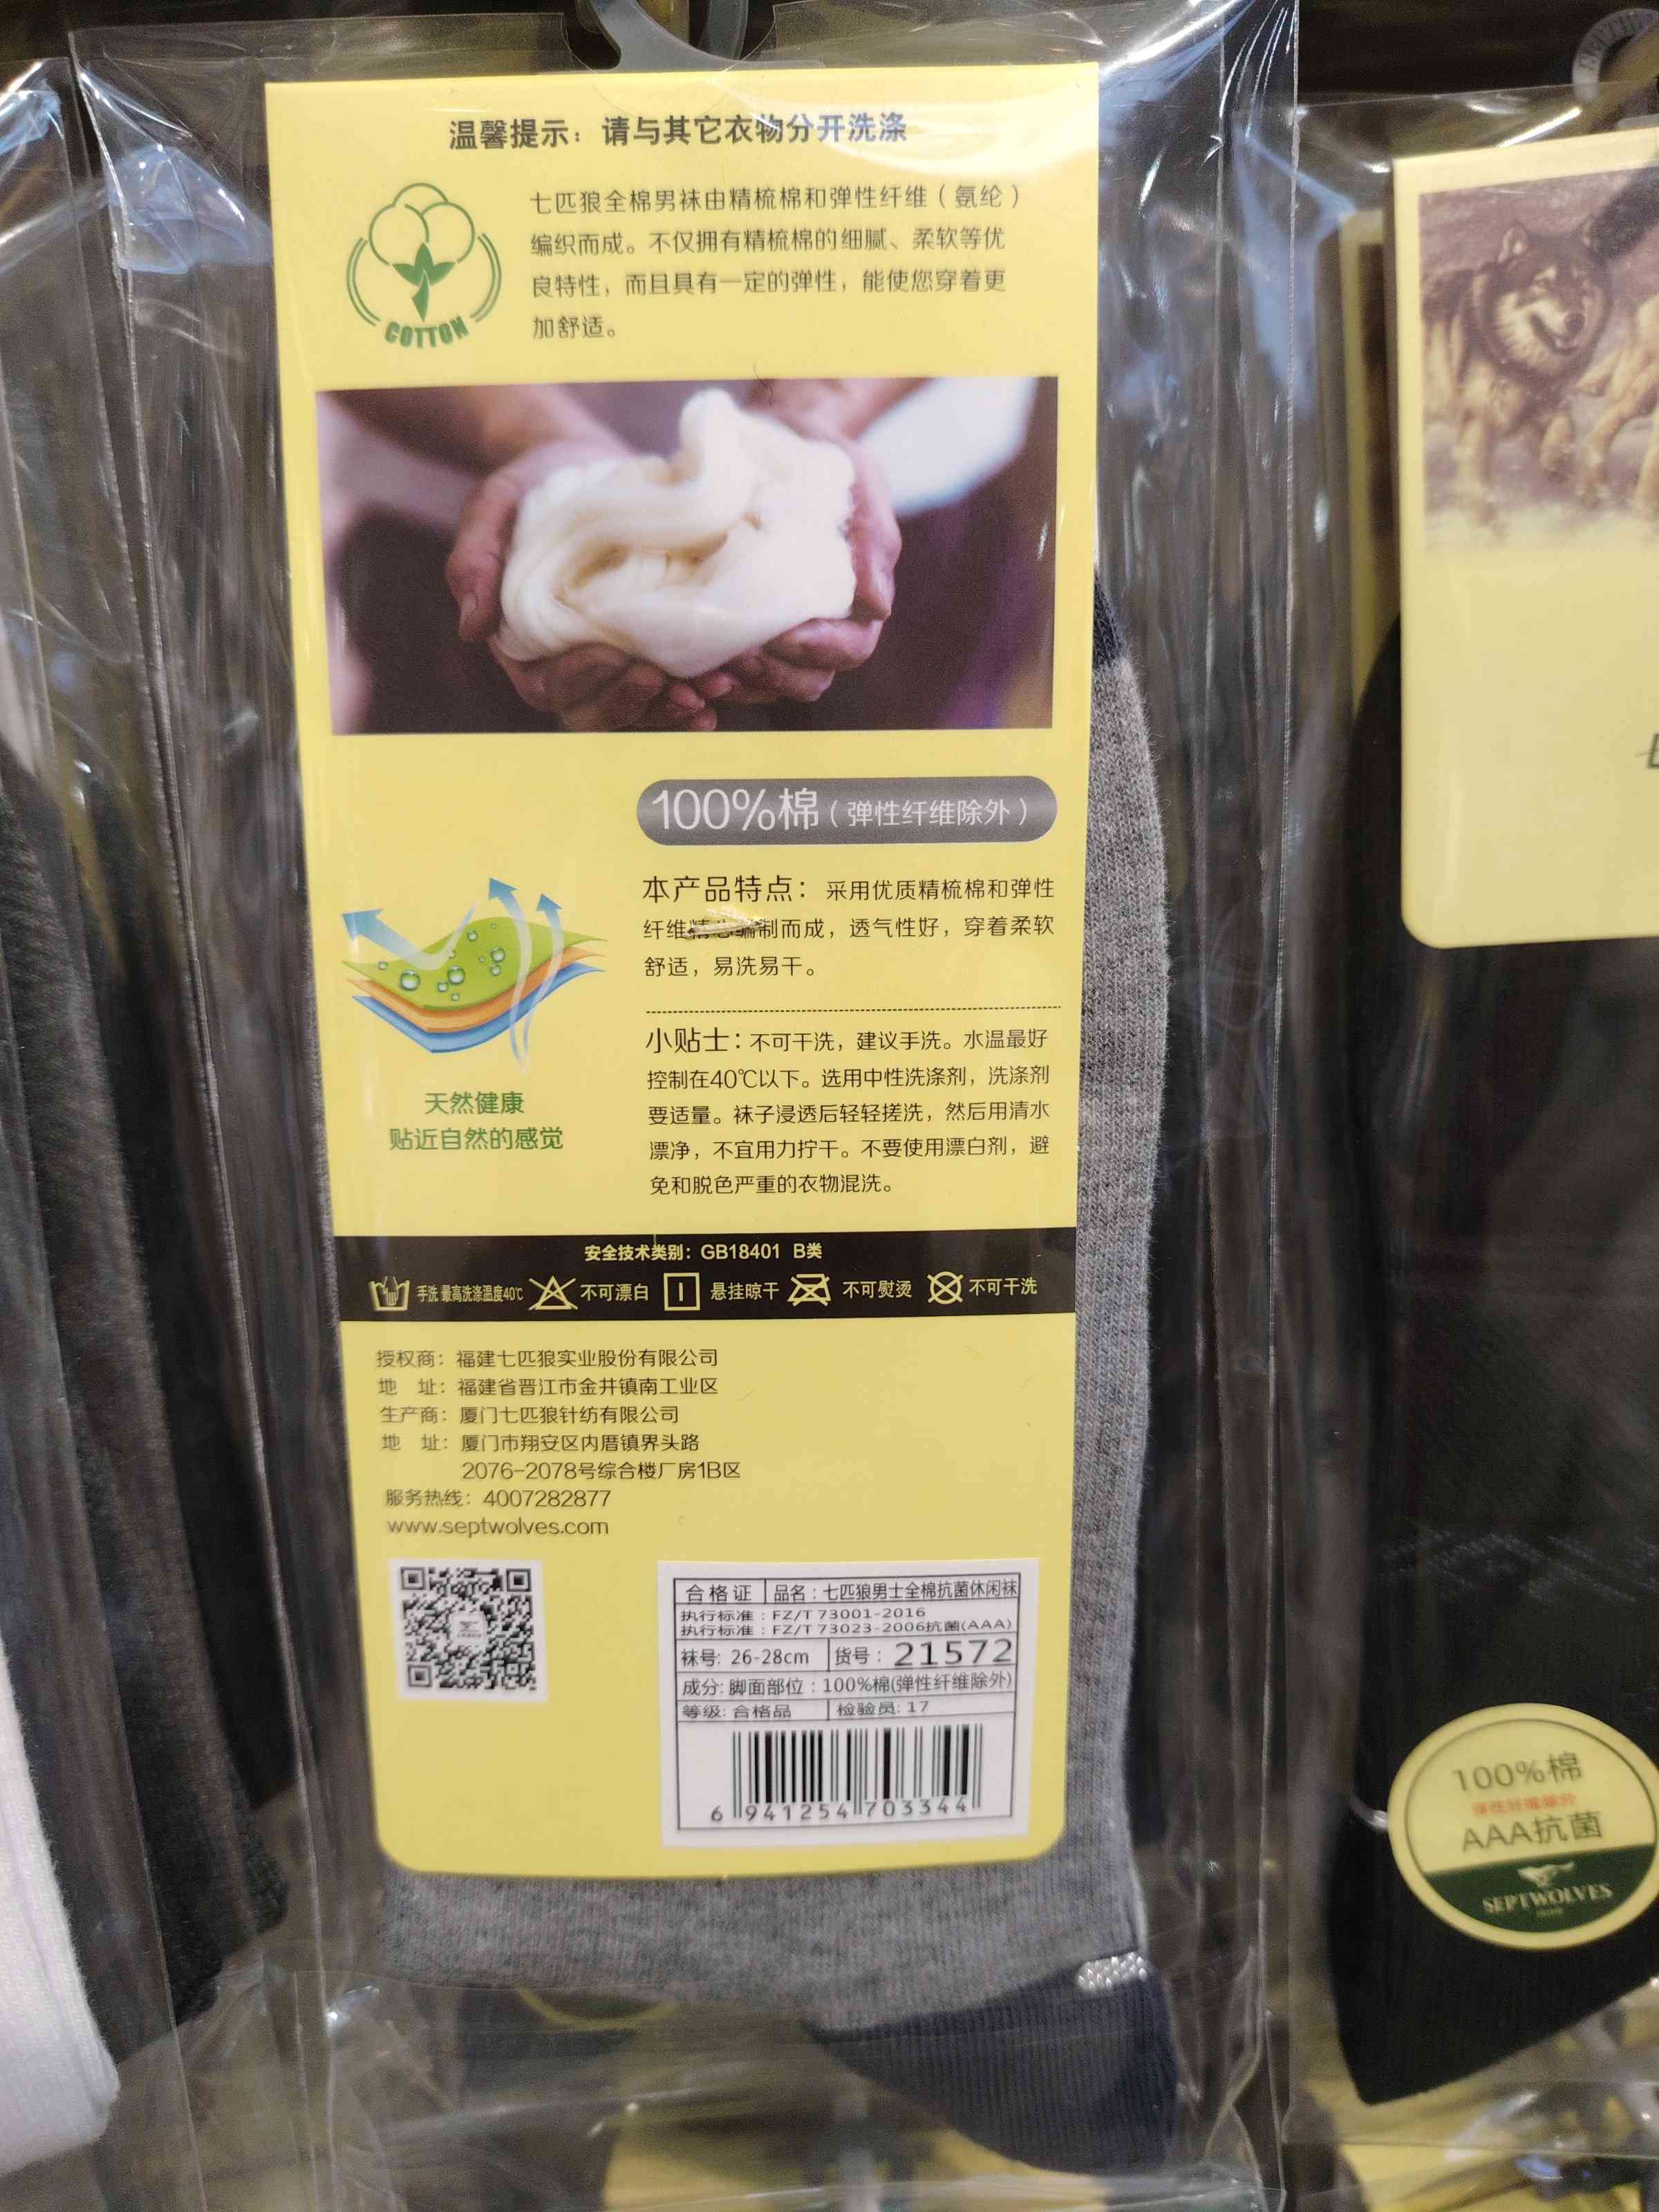 温馨提示：请与其它衣物分开洗涤
七匹狼全棉男袜由精梳棉和弹性纤维（氨纶）
编织而成。不仅拥有精梳棉的细腻、柔软等优
良特性，而且具有一定的弹性，能使您穿着更
加舒适。
COTTON
100%棉（弹性纤维除外）
本产品特点：采用优质精梳棉和弹性
纤维精心编制而成，透气性好，穿着柔软
舒适，易洗易干。
小贴士：不可干洗，建议手洗。水温最好
控制在40℃以下。选用中性洗涤剂，洗涤剂
要适量。袜子浸透后轻轻搓洗，然后用清水
漂净，不宜用力拧干。不要使用漂白剂，避
免和脱色严重的衣物混洗。
天然健康
贴近自然的感觉
安全技术类别：GB18401 B类
手洗 最高洗涤温度40℃ 不可漂白 悬挂晾干 不可熨烫 不可干洗
授权商：福建七匹狼实业股份有限公司
地 址：福建省晋江市金井镇南工业区
生产商：厦门七匹狼针纺有限公司
地 址：厦门市翔安区内厝镇界头路
2076-2078号综合楼厂房1B区
服务热线：4007282877
www.septwolves.com
合格证 品名：七匹狼男士全棉抗菌休闲袜
执行标准：FZ/T 73001-2016
执行标准：FZ/T 73023-2006抗菌(AAA)
袜号: 26-28cm 货号：21572
成分: 脚面部位：100%棉(弹性纤维除外)
等级: 合格品 检验员: 17
6 941254 703344
100%棉
弹性纤维除外
AAA抗菌
SEPTWOLVES